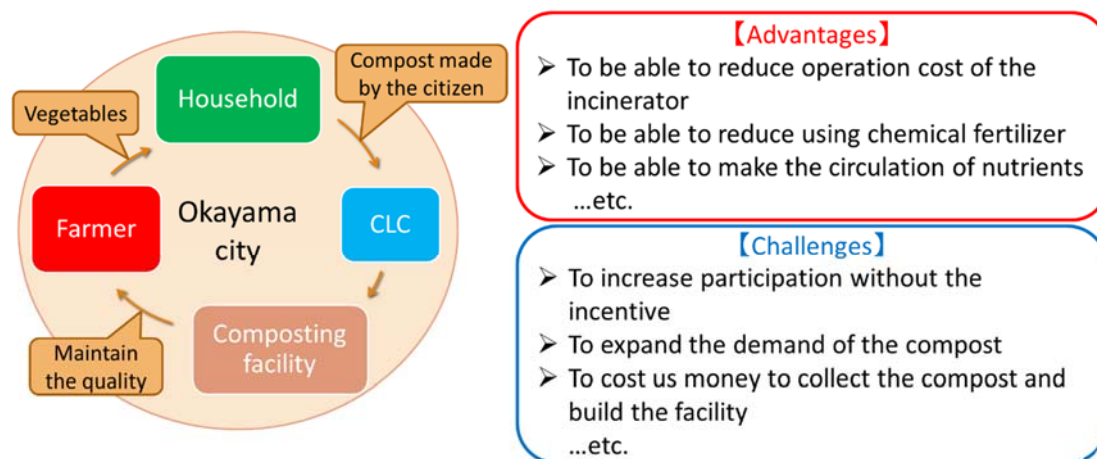 Household
Compost made
by the citizen
Vegetables
Farmer
Okayama
city
CLC
Composting
facility
Maintain
the quality
【Advantages】
➢ To be able to reduce operation cost of the
incinerator
➢ To be able to reduce using chemical fertilizer
➢ To be able to make the circulation of nutrients
...etc.
【Challenges】
➢ To increase participation without the
incentive
➢ To expand the demand of the compost
➢ To cost us money to collect the compost and
build the facility
...etc.